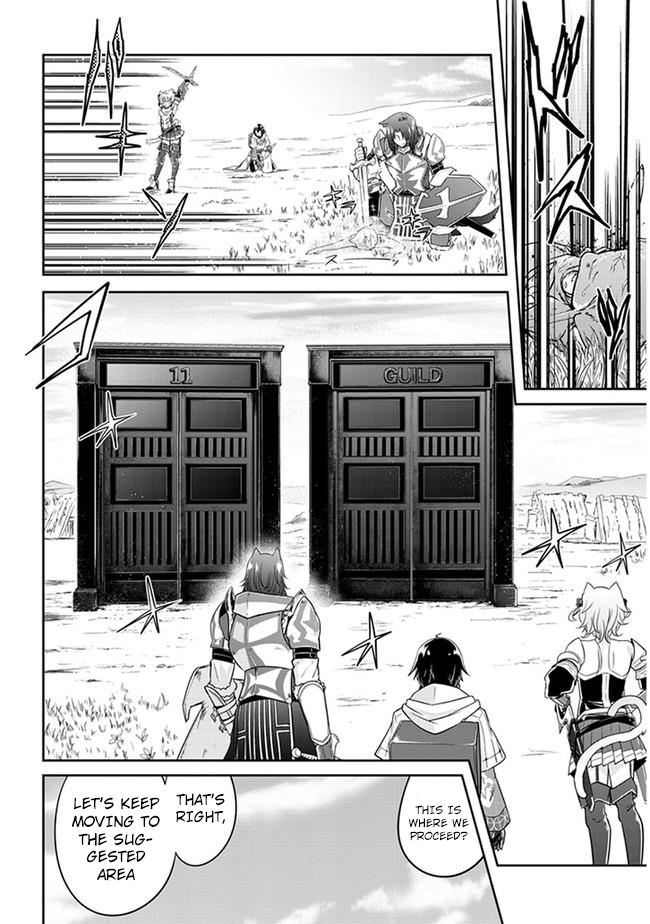 11
GUILD
THIS IS
WHERE WE
PROCEED?
THAT'S
RIGHT,
LET'S KEEP
MOVING TO
THE SUG-
GESTED
AREA